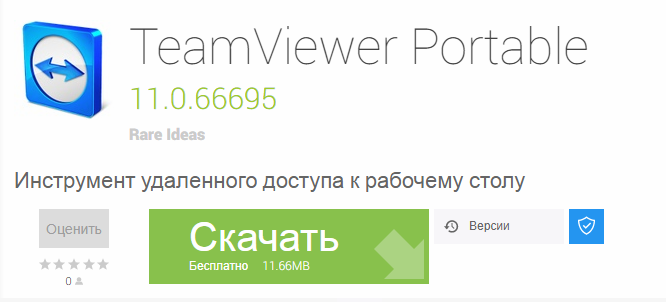 TeamViewer Portable
11.0.66695
Rare Ideas
Инструмент удаленного доступа к рабочему столу
Оценить
0
Скачать
Бесплатно 11.66MB
Версии